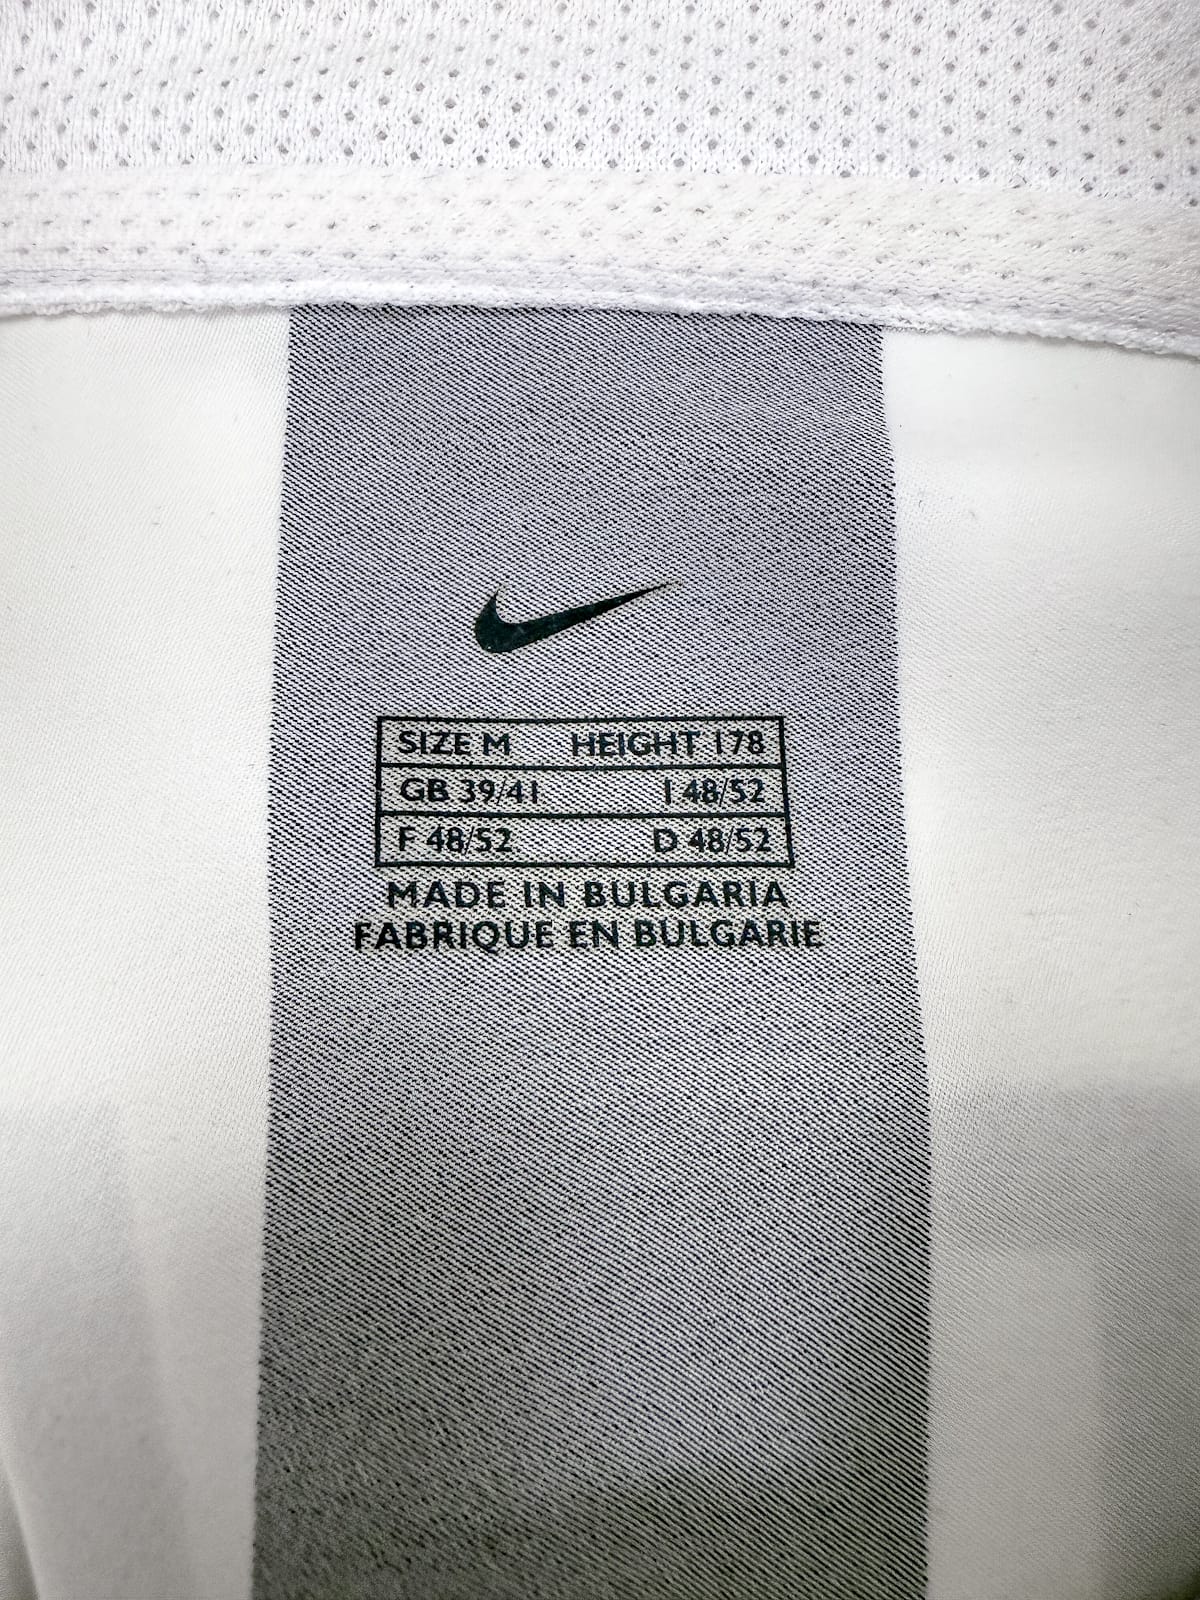 SIZE M HEIGHT 178
GB 39/41 I 48/52
F 48/52 D 48/52
MADE IN BULGARIA
FABRIQUE EN BULGARIE